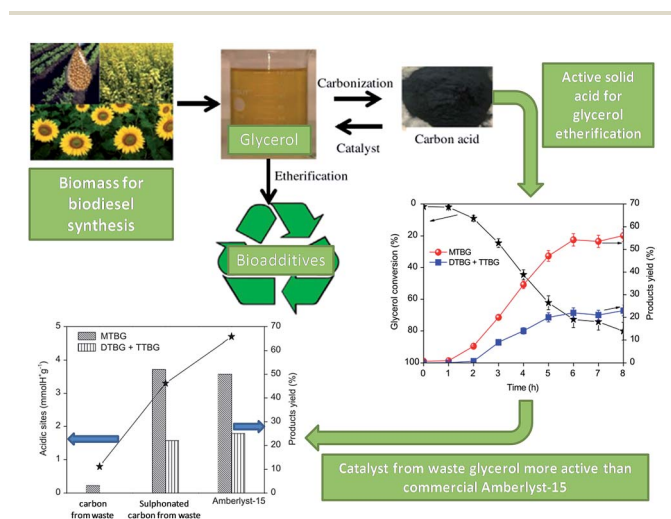 Carbonization
Glycerol
Catalyst
Carbon acid
Active solid
acid for
glycerol
etherification
Biomass for
biodiesel
synthesis
Etherification
Bioadditives
MTBG
DTBG + TTBG
Glycerol conversion (%)
0
20
40
60
80
100
Products yield (%)
70
60
50
40
30
20
10
0
0 1 2 3 4 5 6 7 8
Time (h)
MTBG
DTBG + TTBG
Acidic sites (mmolH⁺g⁻¹)
5
4
3
2
1
0
Products yield (%)
70
60
50
40
30
20
10
0
carbon
from waste
Sulphonated
carbon from waste
Amberlyst-15
Catalyst from waste glycerol more active than
commercial Amberlyst-15